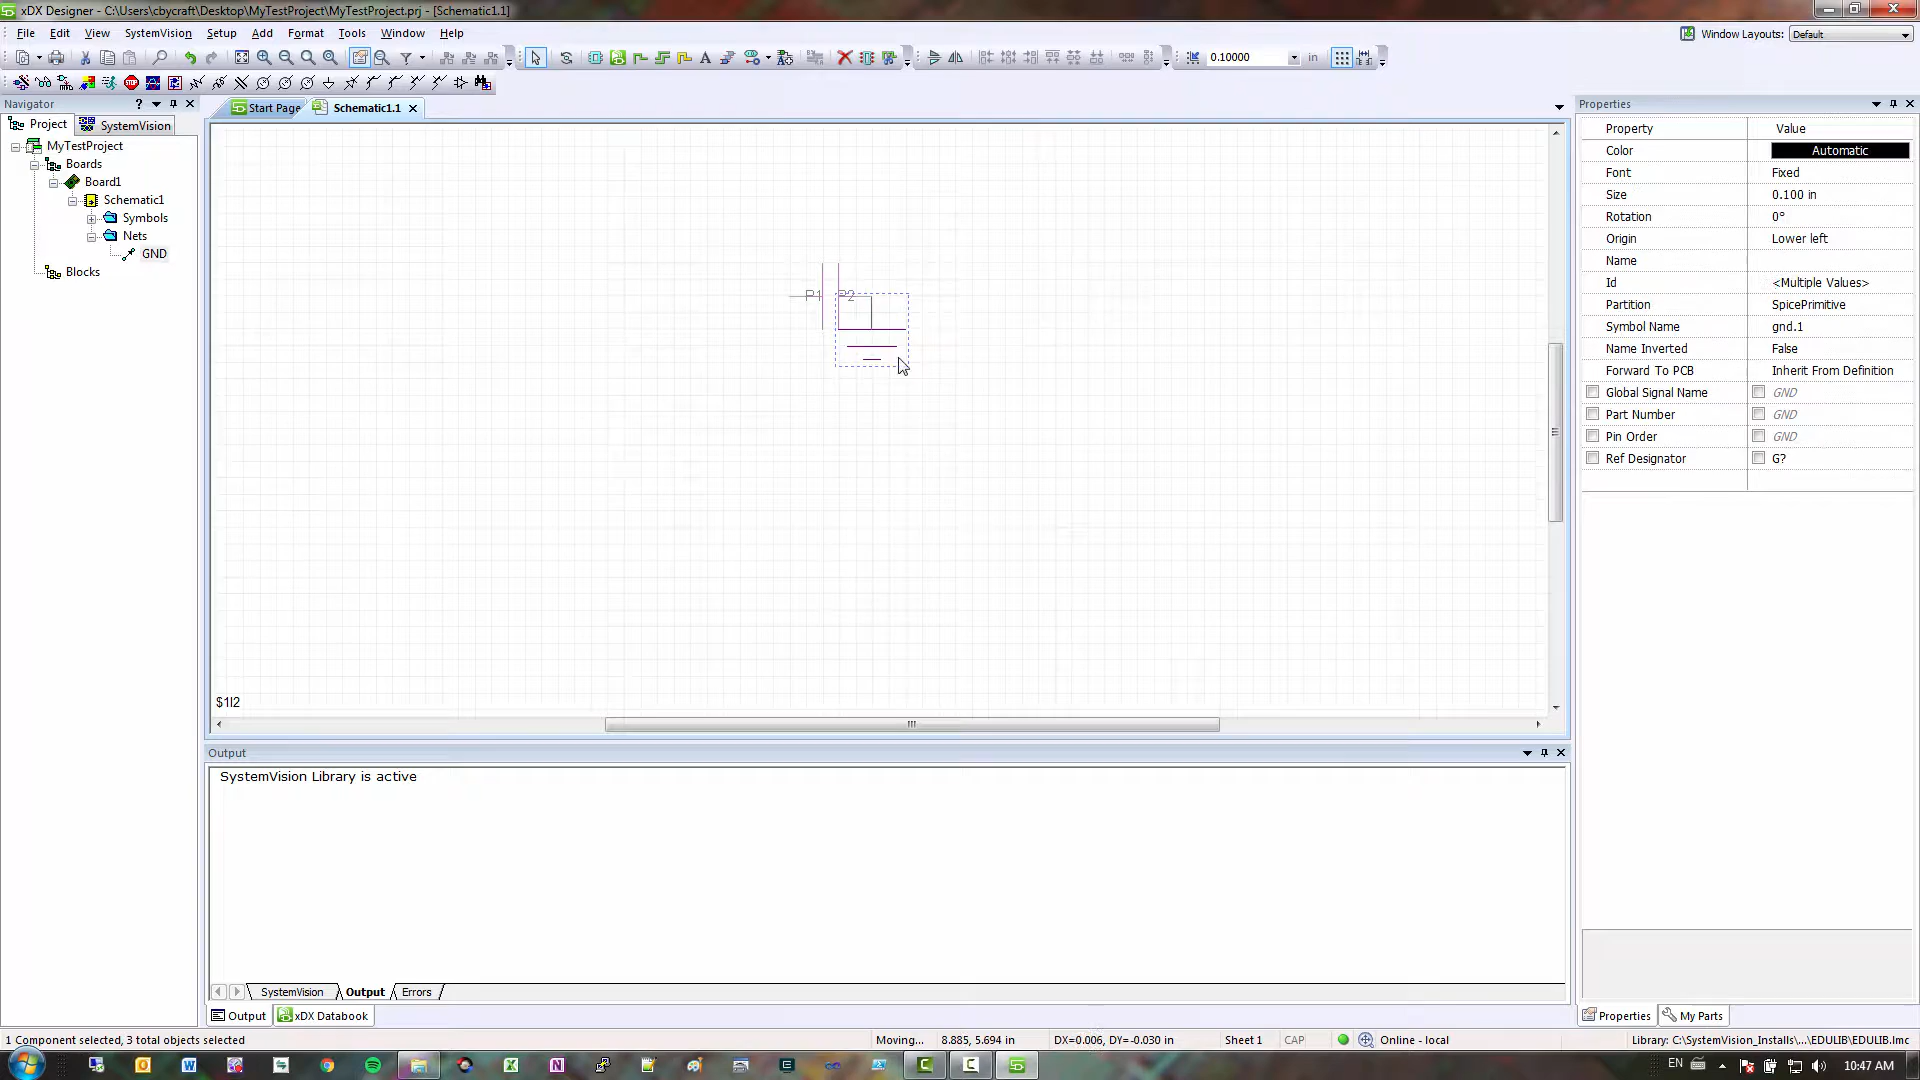 xDX Designer - C:\Users\cbycraft\Desktop\MyTestProject\MyTestProject.prj - [Schematic1.1]
File Edit View SystemVision Setup Add Format Tools Window Help
Window Layouts: Default
0.10000 in
Navigator
Project SystemVision
MyTestProject
Boards
Board1
Schematic1
Symbols
Nets
GND
Blocks
Start Page Schematic1.1
P1 P2
$1I2
Properties
Property Value
Color Automatic
Font Fixed
Size 0.100 in
Rotation 0°
Origin Lower left
Name
Id <Multiple Values>
Partition SpicePrimitive
Symbol Name gnd.1
Name Inverted False
Forward To PCB Inherit From Definition
Global Signal Name GND
Part Number GND
Pin Order GND
Ref Designator G?
Output
SystemVision Library is active
SystemVision Output Errors
Output xDX Databook
Properties My Parts
1 Component selected, 3 total objects selected
Moving... 8.885, 5.694 in DX=0.006, DY=-0.030 in Sheet 1 CAP Online - local Library: C:\SystemVision_Installs\...\EDULIB\EDULIB.lmc
EN 10:47 AM